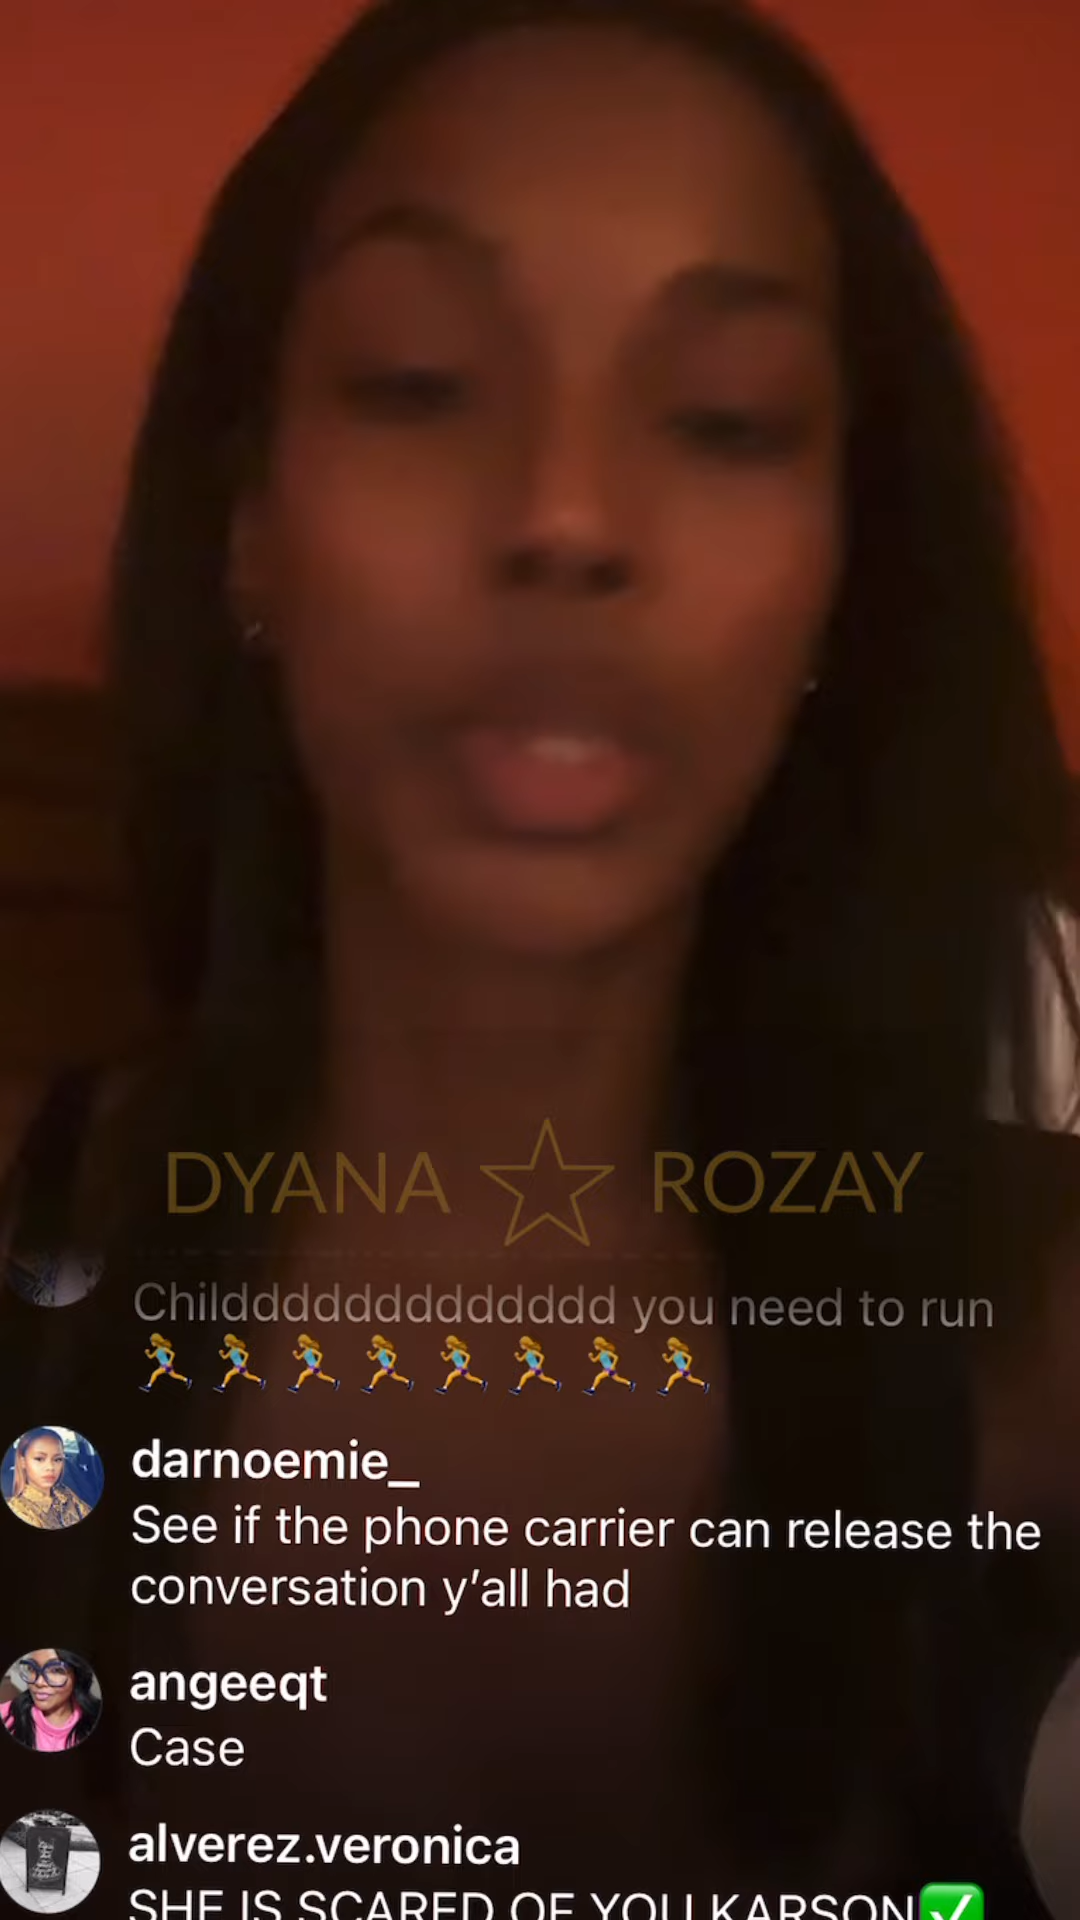 DYANA ROZAY
Childddddddddddddd you need to run
🏃‍♀️🏃‍♀️🏃‍♀️🏃‍♀️🏃‍♀️🏃‍♀️🏃‍♀️🏃‍♀️
darnoemie_
See if the phone carrier can release the
conversation y’all had
angeeqt
Case
alverez.veronica
SHE IS SCARED OF YOU KARSON✅